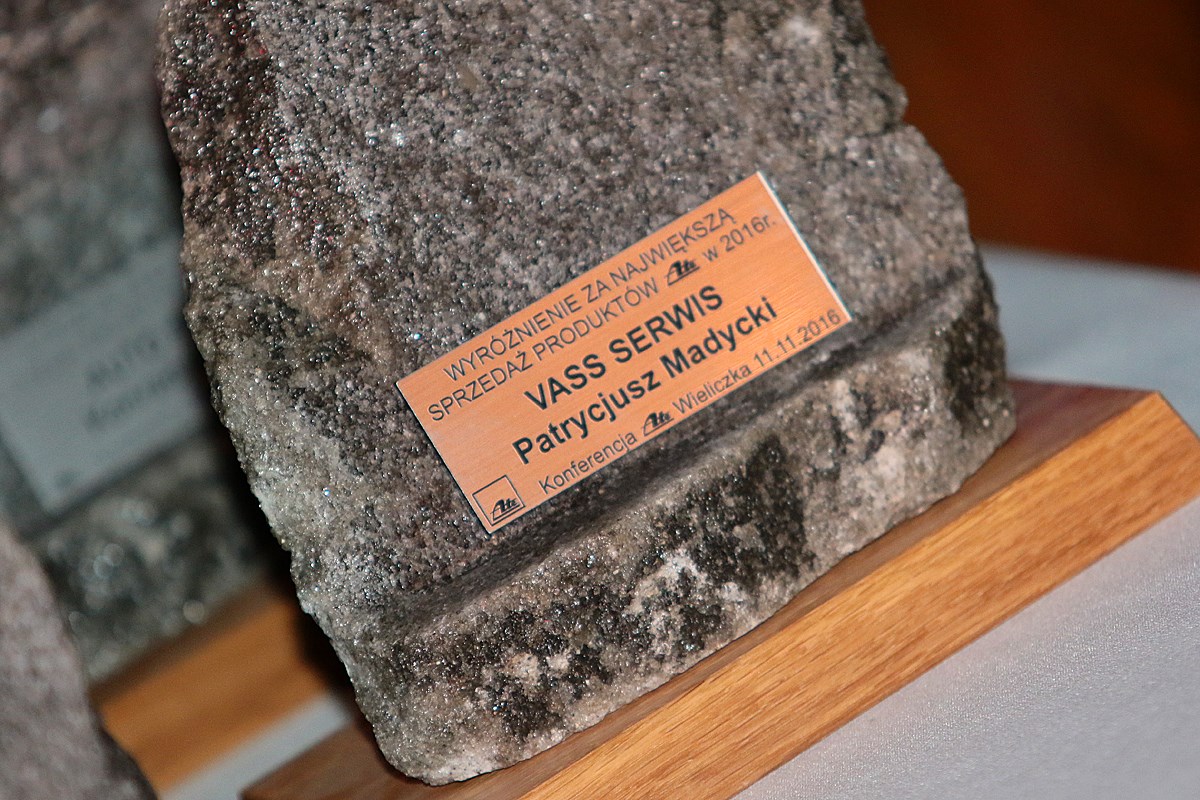 WYRÓŻNIENIE ZA NAJWIĘKSZĄ
SPRZEDAŻ PRODUKTÓW Ate w 2016r.
VASS SERWIS
Patrycjusz Madycki
Konferencja Ate Wieliczka 11.11.2016
Ate